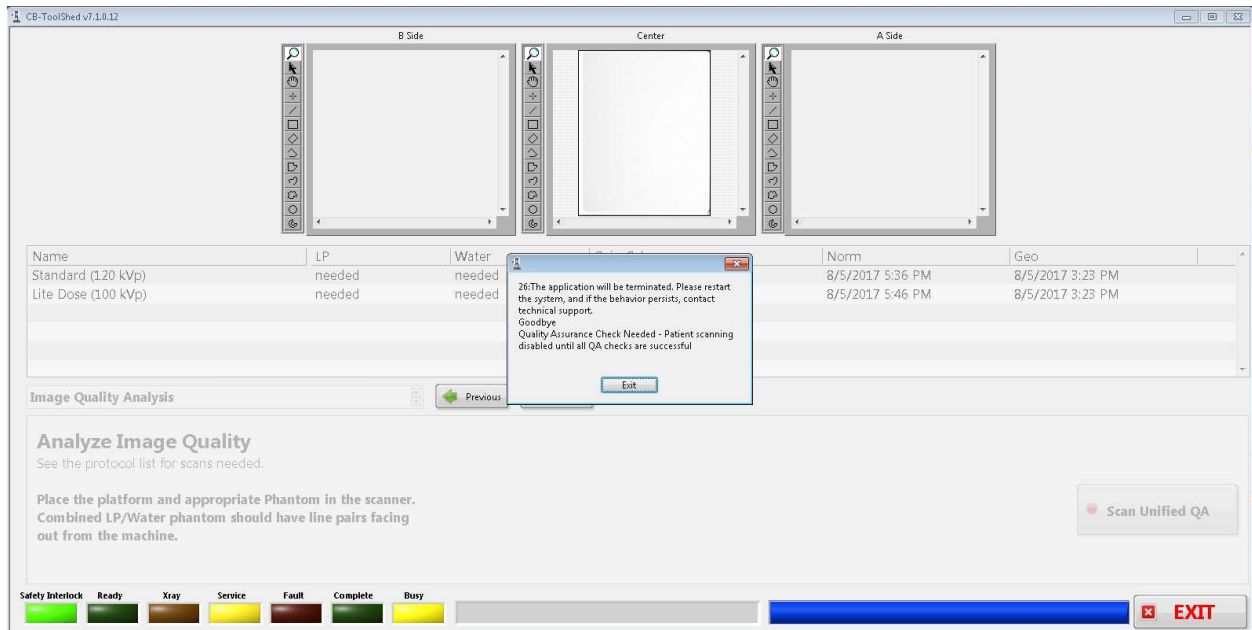 CB-ToolShed v7.1.0.12
B Side
Center
A Side
Name LP Water Norm Geo
Standard (120 kVp) needed needed 8/5/2017 5:36 PM 8/5/2017 3:23 PM
Lite Dose (100 kVp) needed needed 8/5/2017 5:46 PM 8/5/2017 3:23 PM
26:The application will be terminated. Please restart
the system, and if the behavior persists, contact
technical support.
Goodbye
Quality Assurance Check Needed - Patient scanning
disabled until all QA checks are successful
Exit
Image Quality Analysis
Previous
Analyze Image Quality
See the protocol list for scans needed.
Place the platform and appropriate Phantom in the scanner.
Combined LP/Water phantom should have line pairs facing
out from the machine.
Scan Unified QA
Safety Interlock Ready Xray Service Fault Complete Busy
EXIT